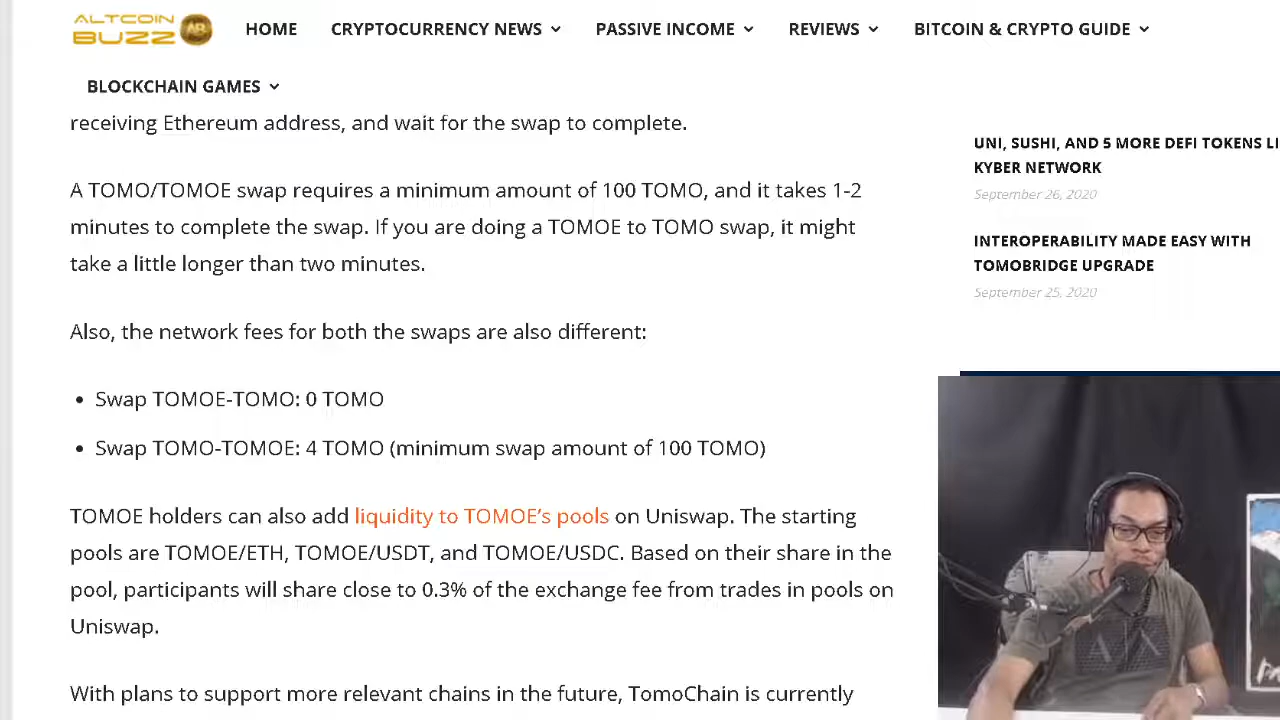 ALTCOIN
BUZZ
AB
HOME
CRYPTOCURRENCY NEWS
PASSIVE INCOME
REVIEWS
BITCOIN & CRYPTO GUIDE
BLOCKCHAIN GAMES
receiving Ethereum address, and wait for the swap to complete.
A TOMO/TOMOE swap requires a minimum amount of 100 TOMO, and it takes 1-2
minutes to complete the swap. If you are doing a TOMOE to TOMO swap, it might
take a little longer than two minutes.
Also, the network fees for both the swaps are also different:
• Swap TOMOE-TOMO: 0 TOMO
• Swap TOMO-TOMOE: 4 TOMO (minimum swap amount of 100 TOMO)
TOMOE holders can also add liquidity to TOMOE’s pools on Uniswap. The starting
pools are TOMOE/ETH, TOMOE/USDT, and TOMOE/USDC. Based on their share in the
pool, participants will share close to 0.3% of the exchange fee from trades in pools on
Uniswap.
With plans to support more relevant chains in the future, TomoChain is currently
UNI, SUSHI, AND 5 MORE DEFI TOKENS LI
KYBER NETWORK
September 26, 2020
INTEROPERABILITY MADE EASY WITH
TOMOBRIDGE UPGRADE
September 25, 2020
A|X